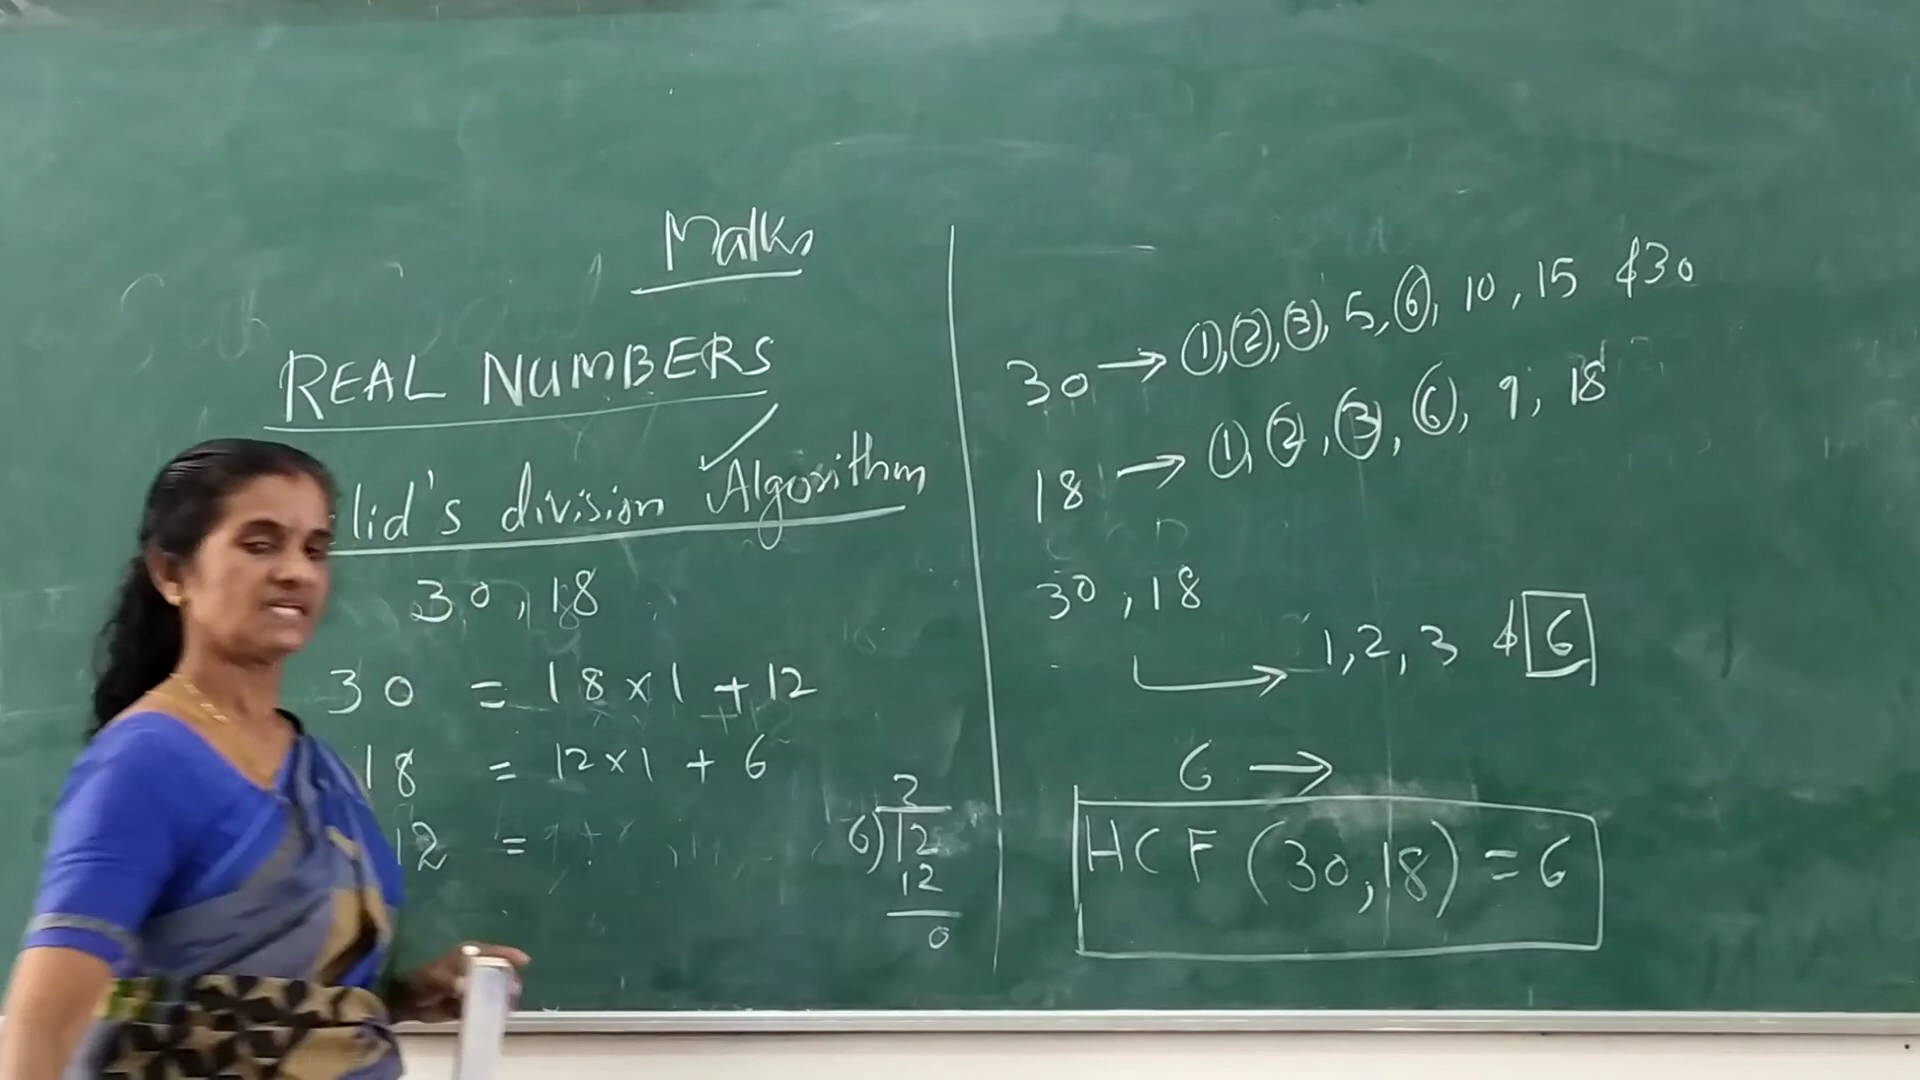 Maths
REAL NUMBERS
lid's division Algorithm
30, 18
30 = 18 × 1 + 12
18 = 12 × 1 + 6
12 =
2
6) 12
12
0
30 → 1, 2, 3, 5, 6, 10, 15 & 30
18 → 1, 2, 3, 6, 9, 18
30, 18
→ 1, 2, 3 & 6
6 →
HCF (30, 18) = 6